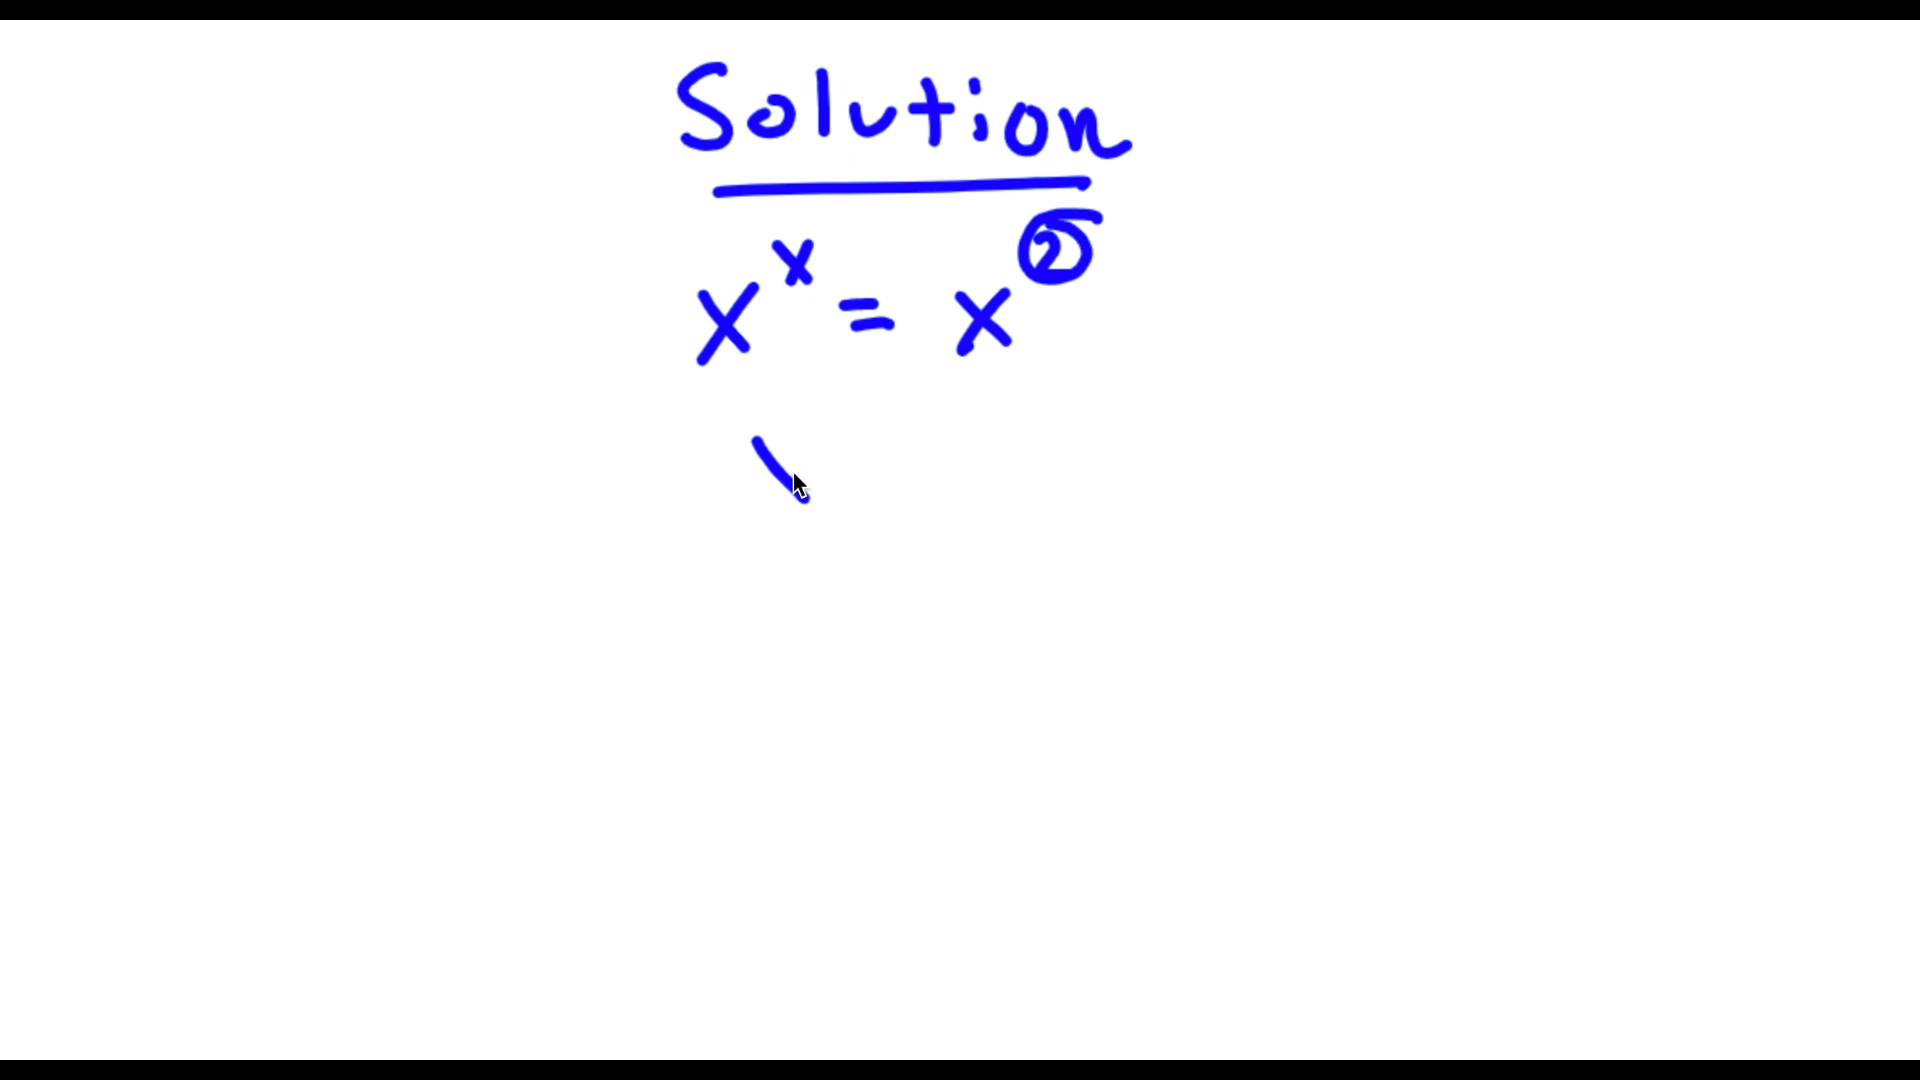 Solution
x^x = x^②